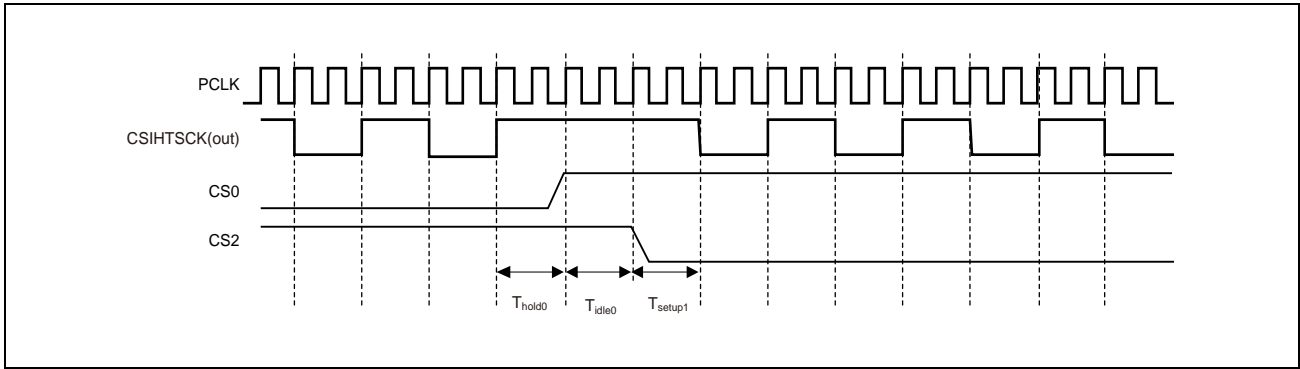 PCLK
CSIHTSCK(out)
CS0
CS2
Thold0 Tidle0 Tsetup1